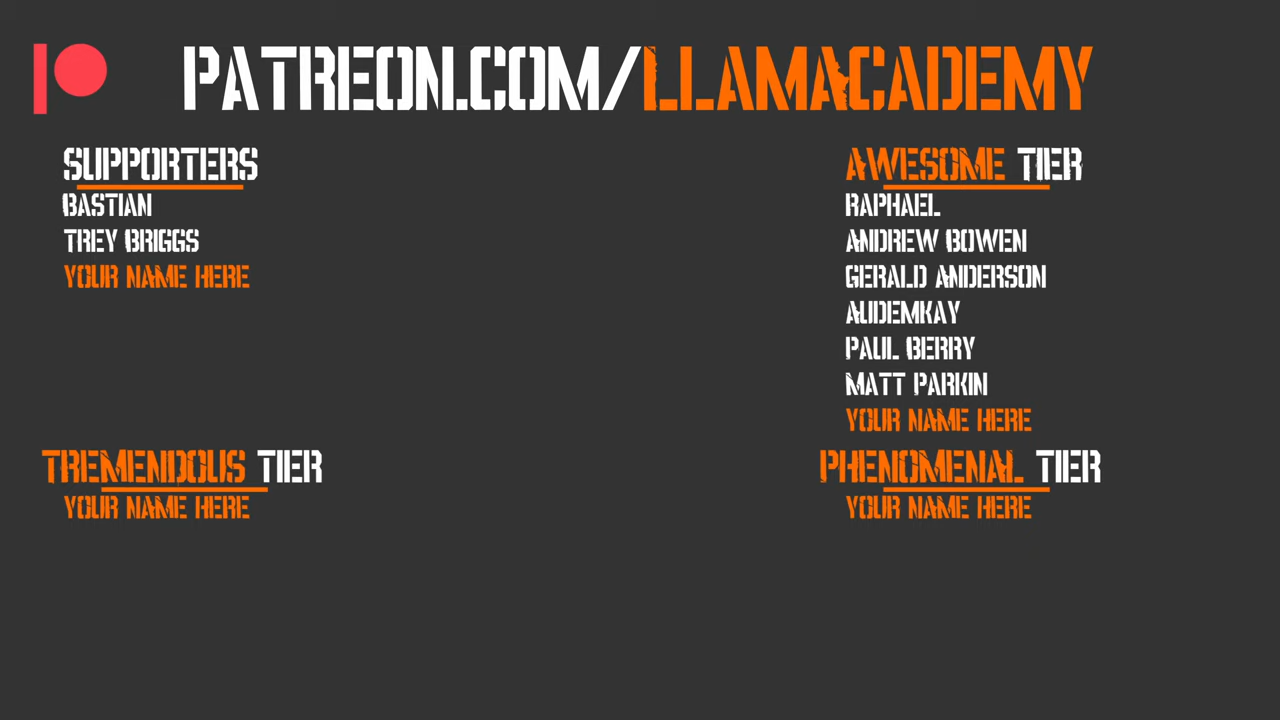 PATREON.COM/LLAMACADEMY
SUPPORTERS
BASTIAN
TREY BRIGGS
YOUR NAME HERE
AWESOME TIER
RAPHAEL
ANDREW BOWEN
GERALD ANDERSON
AUDEMKAY
PAUL BERRY
MATT PARKIN
YOUR NAME HERE
TREMENDOUS TIER
YOUR NAME HERE
PHENOMENAL TIER
YOUR NAME HERE